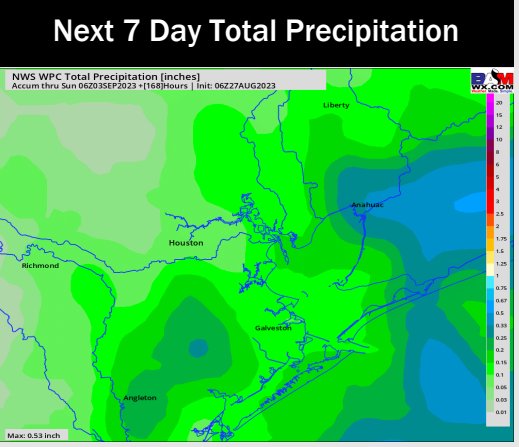 Next 7 Day Total Precipitation
NWS WPC Total Precipitation [inches]
Accum thru Sun 06Z03SEP2023 +[168]Hours | Init: 06Z27AUG2023
BAM
WX.COM
Liberty
Anahuac
Houston
Richmond
Galveston
Angleton
20
15
12
10
8
6
5
4
3
2.5
2
1.75
1.5
1.25
1
0.75
0.67
0.5
0.33
0.25
0.2
0.15
0.1
0.05
0.03
0.01
Max: 0.53 inch